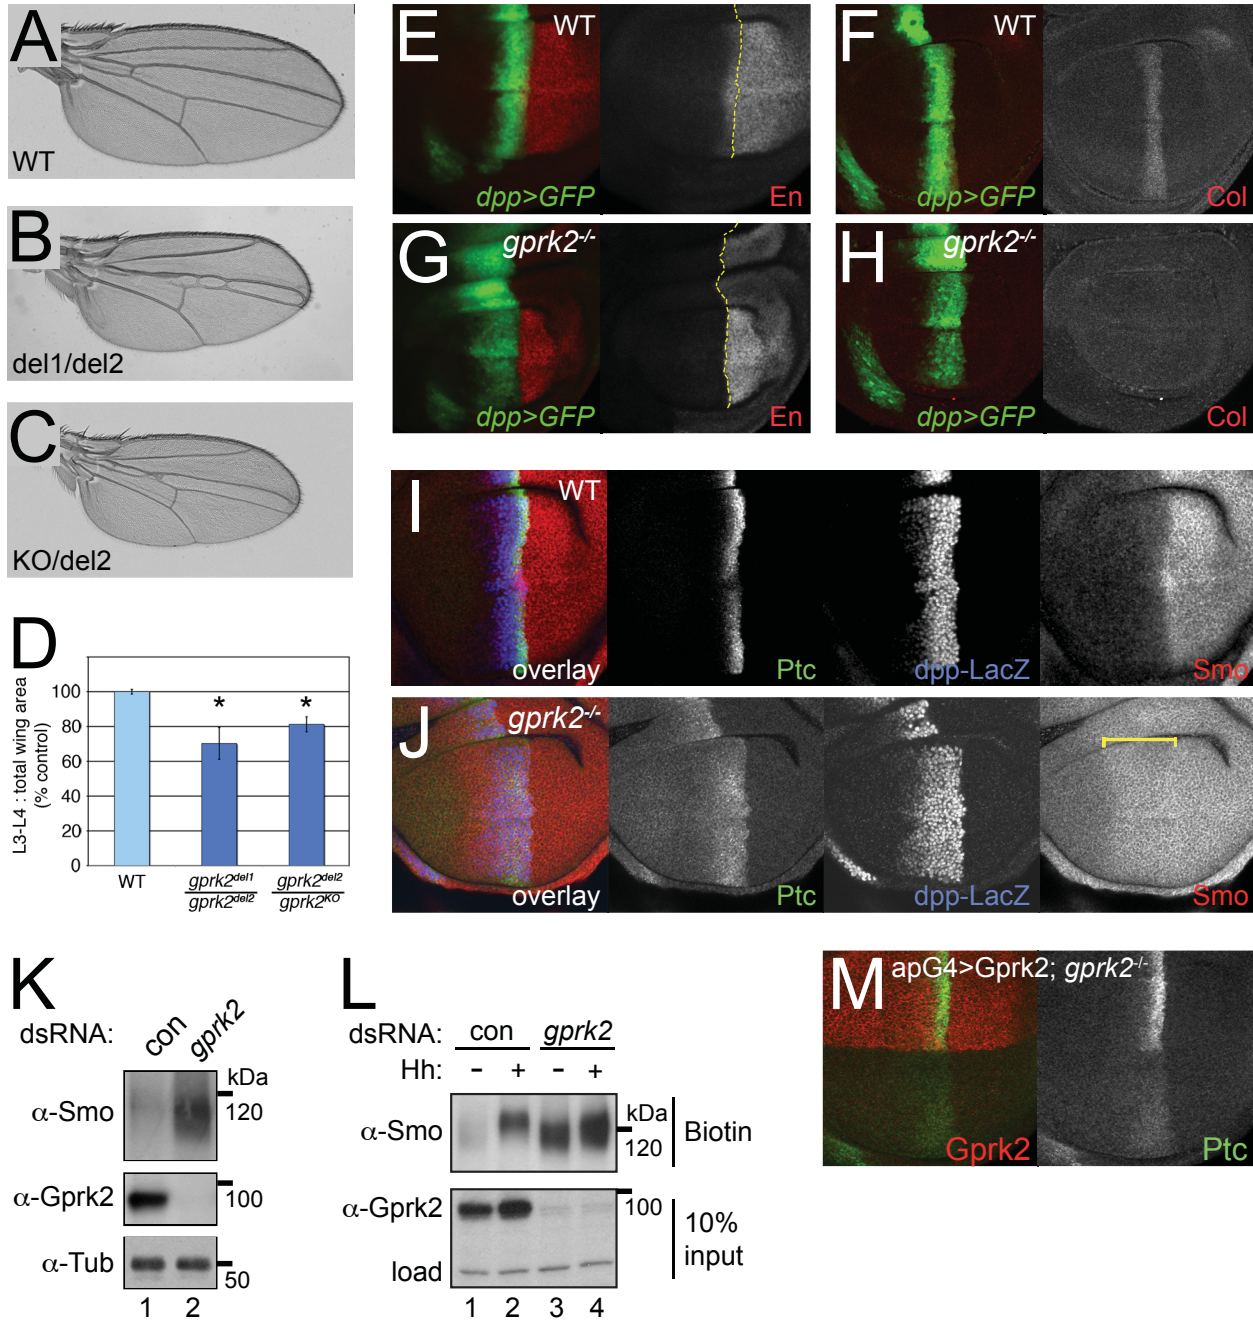 A
WT
B
del1/del2
C
KO/del2
D
L3-L4 : total wing area
(% control)
100
80
60
40
20
0
WT
* *
gprk2del1
gprk2del2
gprk2del2
gprk2KO
E
WT
dpp>GFP
En
F
WT
dpp>GFP
Col
G
gprk2-/-
dpp>GFP
En
H
gprk2-/-
dpp>GFP
Col
I
WT
overlay
Ptc
dpp-LacZ
Smo
J
gprk2-/-
overlay
Ptc
dpp-LacZ
Smo
K
dsRNA: con gprk2
kDa
α-Smo 120
α-Gprk2 100
α-Tub 50
1 2
L
dsRNA: con gprk2
Hh: - + - +
kDa
α-Smo 120 Biotin
α-Gprk2 100
10%
input
load
1 2 3 4
M
apG4>Gprk2; gprk2-/-
Gprk2
Ptc